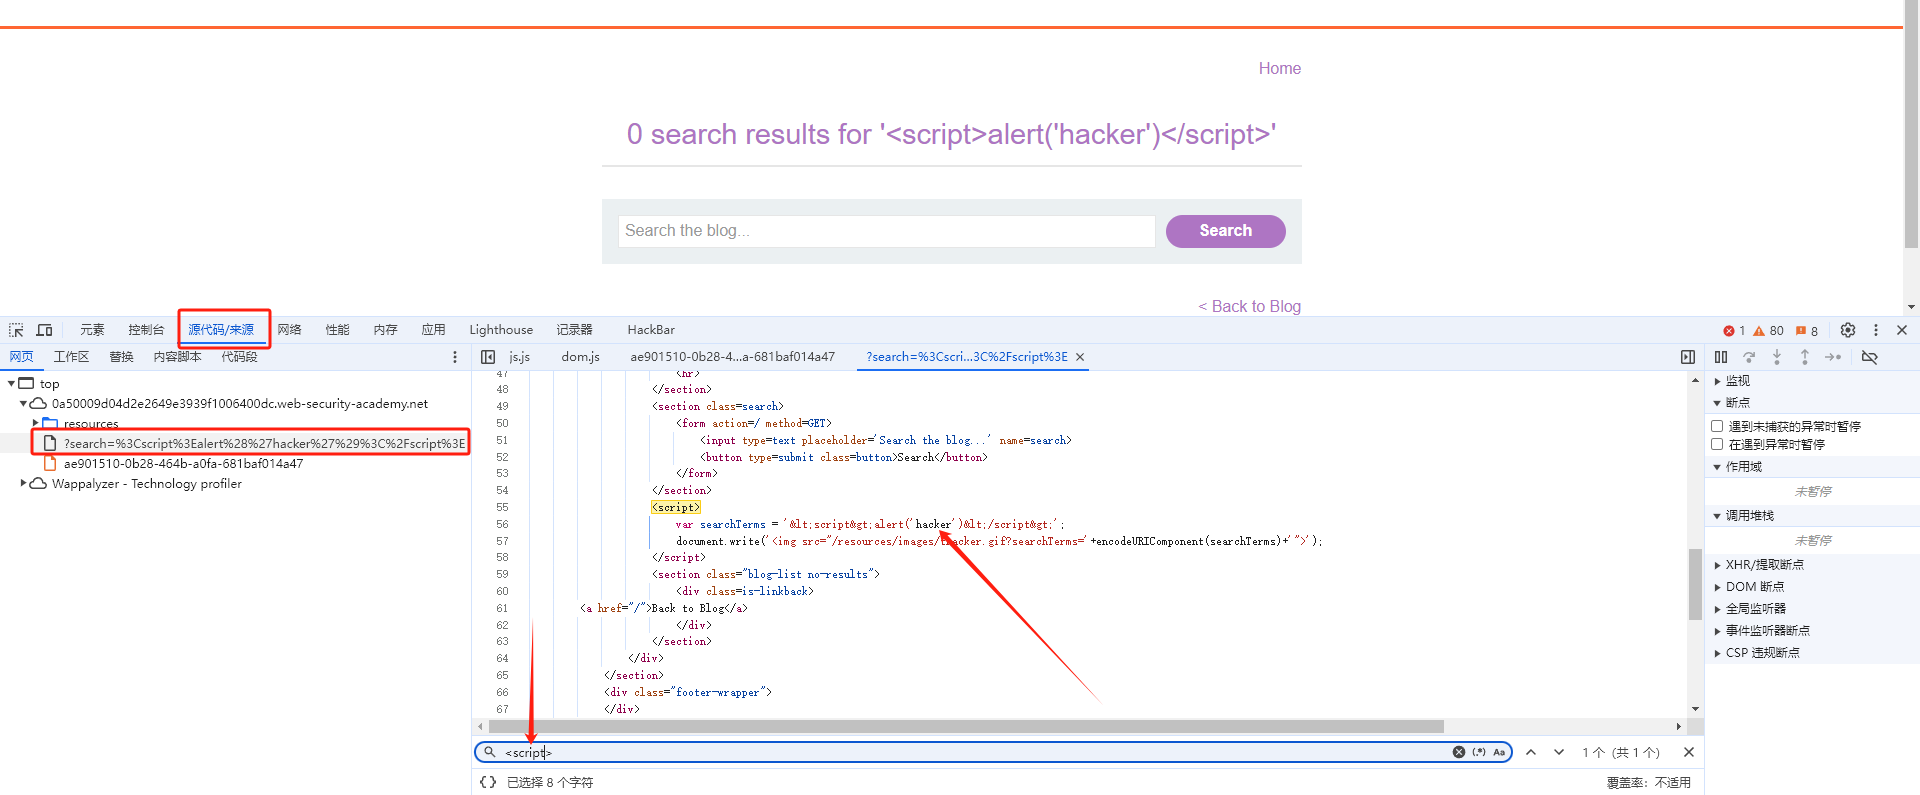 Home
0 search results for '<script>alert('hacker')</script>'
Search the blog...
Search
< Back to Blog
元素 控制台 源代码/来源 网络 性能 内存 应用 Lighthouse 记录器 HackBar 1 80 8
网页 工作区 替换 内容脚本 代码段
js.js dom.js ae901510-0b28-4...a-681baf014a47 ?search=%3Cscri...3C%2Fscript%3E
top
0a50009d04d2e2649e3939f1006400dc.web-security-academy.net
resources
?search=%3Cscript%3Ealert%28%27hacker%27%29%3C%2Fscript%3E
ae901510-0b28-464b-a0fa-681baf014a47
Wappalyzer - Technology profiler
47 <hr>
48 </section>
49 <section class=search>
50 <form action=/ method=GET>
51 <input type=text placeholder='Search the blog...' name=search>
52 <button type=submit class=button>Search</button>
53 </form>
54 </section>
55 <script>
56 var searchTerms = '&lt;script&gt;alert('hacker')&lt;/script&gt;';
57 document.write('<img src="/resources/images/tracker.gif?searchTerms='+encodeURIComponent(searchTerms)+'">');
58 </script>
59 <section class="blog-list no-results">
60 <div class=is-linkback>
61 <a href="/">Back to Blog</a>
62 </div>
63 </section>
64 </div>
65 </section>
66 <div class="footer-wrapper">
67 </div>
<script>
(.*) Aa
1 个 (共 1 个)
{} 已选择 8 个字符
覆盖率：不适用
监视
断点
遇到未捕获的异常时暂停
在遇到异常时暂停
作用域
未暂停
调用堆栈
未暂停
XHR/提取断点
DOM 断点
全局监听器
事件监听器断点
CSP 违规断点